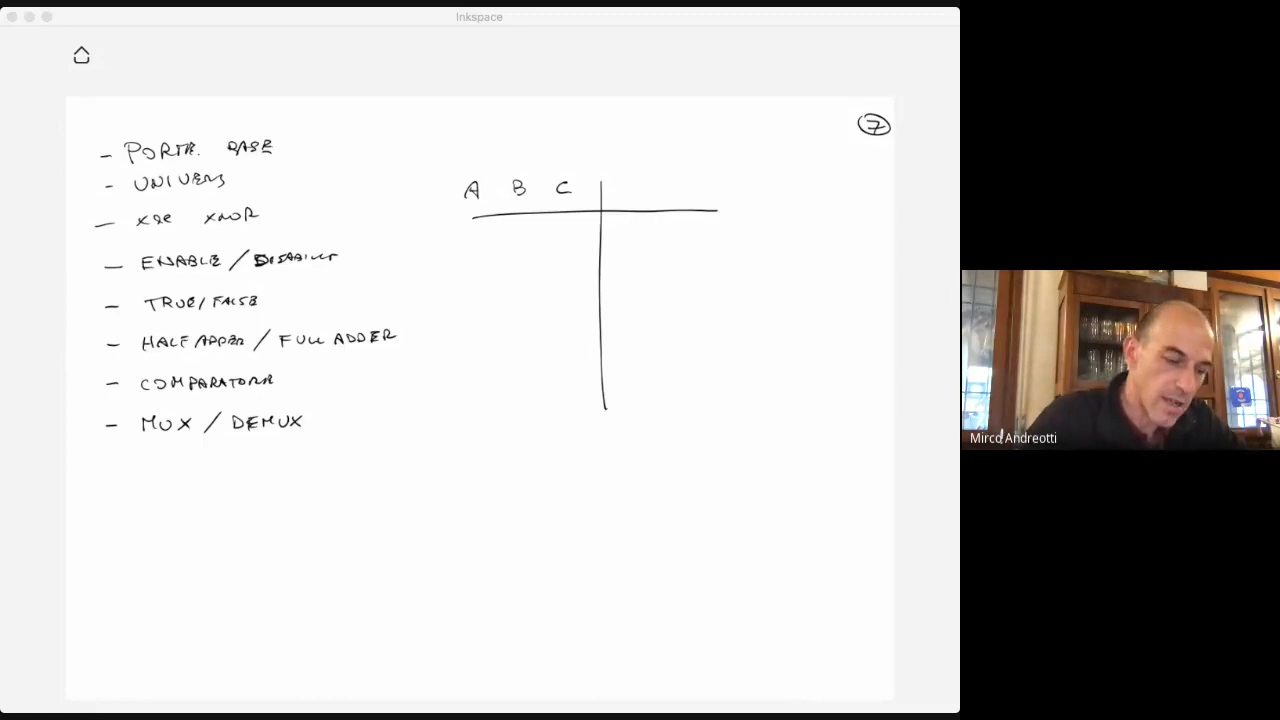 Inkspace
7
- PORTE BASE
- UNIVERS
- XOR XNOR
- ENABLE / DISABLE
- TRUE / FALSE
- HALF ADDER / FULL ADDER
- COMPARATORE
- MUX / DEMUX
A B C
Mirco Andreotti